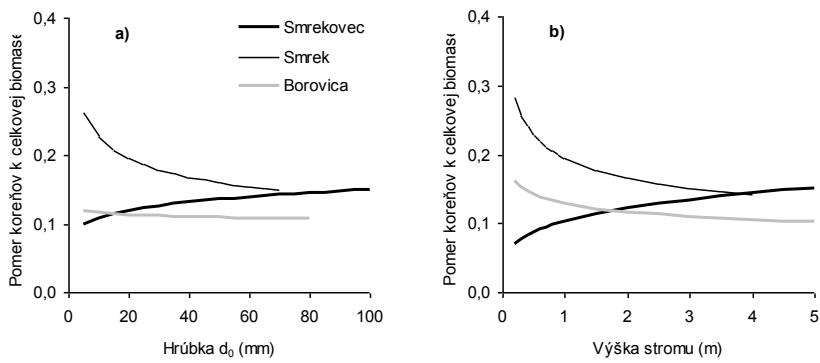 Pomer koreňov k celkovej biomase
0,4
0,3
0,2
0,1
0,0
a)
Smrekovec
Smrek
Borovica
0
20
40
60
80
100
Hrúbka d₀ (mm)
Pomer koreňov k celkovej biomase
0,4
0,3
0,2
0,1
0,0
b)
0
1
2
3
4
5
Výška stromu (m)